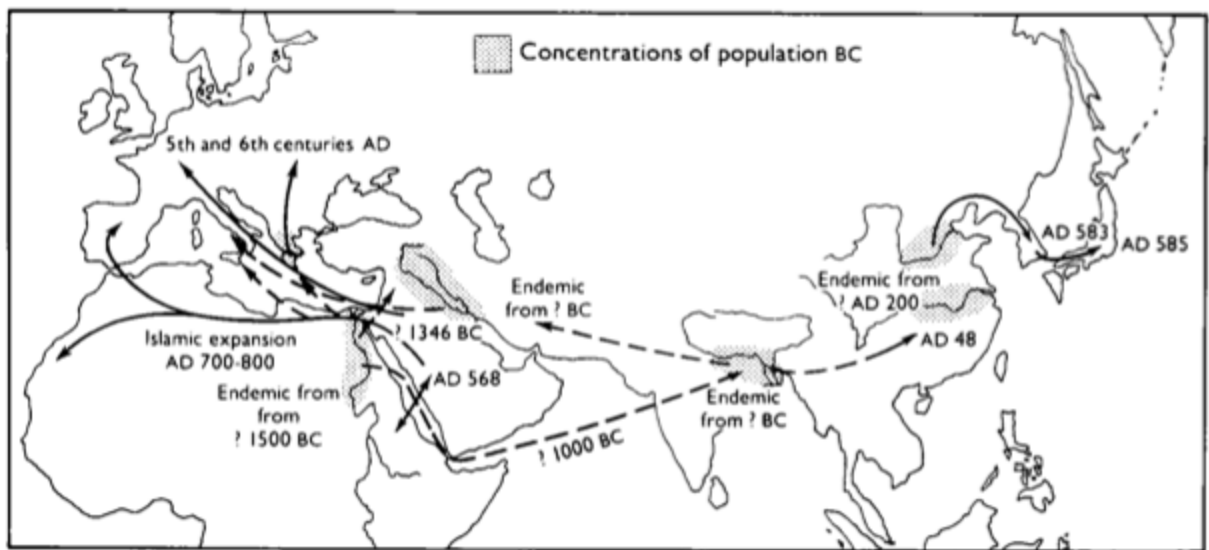 Concentrations of population BC
5th and 6th centuries AD
AD 583
AD 585
Endemic from
? AD 200
Endemic
from ? BC
? 1346 BC
Islamic expansion
AD 700-800
AD 48
AD 568
Endemic from
from
? 1500 BC
Endemic
from ? BC
? 1000 BC